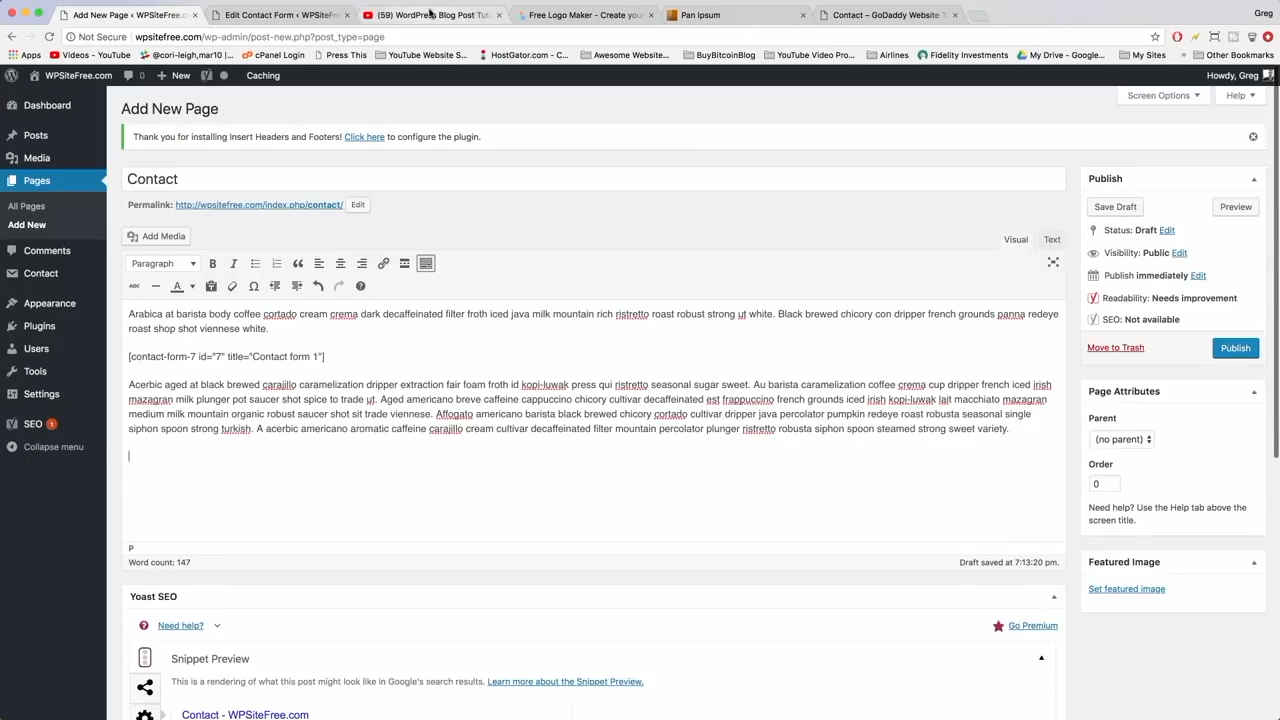 Add New Page ‹ WPSiteFree.co
Edit Contact Form ‹ WPSiteFre
(59) WordPress Blog Post Tuto
Free Logo Maker - Create you
Pan Ipsum
Contact – GoDaddy Website T
Greg
Not Secure
wpsitefree.com/wp-admin/post-new.php?post_type=page
Apps
Videos - YouTube
@cori-leigh,mar10 |...
cPanel Login
Press This
YouTube Website S...
HostGator.com - C...
Awesome Website...
BuyBitcoinBlog
YouTube Video Pro...
Airlines
Fidelity Investments
My Drive - Google...
My Sites
Other Bookmarks
WPSiteFree.com
0
New
Caching
Howdy, Greg
Dashboard
Posts
Media
Pages
All Pages
Add New
Comments
Contact
Appearance
Plugins
Users
Tools
Settings
SEO 1
Collapse menu
Screen Options
Help
Add New Page
Thank you for installing Insert Headers and Footers! Click here to configure the plugin.
Contact
Permalink: http://wpsitefree.com/index.php/contact/ Edit
Add Media
Visual
Text
Paragraph
B I
ABC
A
Arabica at barista body coffee cortado cream crema dark decaffeinated filter froth iced java milk mountain rich ristretto roast robust strong ut white. Black brewed chicory con dripper french grounds panna redeye
roast shop shot viennese white.
[contact-form-7 id="7" title="Contact form 1"]
Acerbic aged at black brewed carajillo caramelization dripper extraction fair foam froth id kopi-luwak press qui ristretto seasonal sugar sweet. Au barista caramelization coffee crema cup dripper french iced irish
mazagran milk plunger pot saucer shot spice to trade ut. Aged americano breve caffeine cappuccino chicory cultivar decaffeinated est frappuccino french grounds iced irish kopi-luwak lait macchiato mazagran
medium milk mountain organic robust saucer shot sit trade viennese. Affogato americano barista black brewed chicory cortado cultivar dripper java percolator pumpkin redeye roast robusta seasonal single
siphon spoon strong turkish. A acerbic americano aromatic caffeine carajillo cream cultivar decaffeinated filter mountain percolator plunger ristretto robusta siphon spoon steamed strong sweet variety.
P
Word count: 147
Draft saved at 7:13:20 pm.
Yoast SEO
Need help?
Go Premium
Snippet Preview
This is a rendering of what this post might look like in Google's search results. Learn more about the Snippet Preview.
Contact - WPSiteFree.com
Publish
Save Draft
Preview
Status: Draft Edit
Visibility: Public Edit
Publish immediately Edit
Readability: Needs improvement
SEO: Not available
Move to Trash
Publish
Page Attributes
Parent
(no parent)
Order
0
Need help? Use the Help tab above the
screen title.
Featured Image
Set featured image